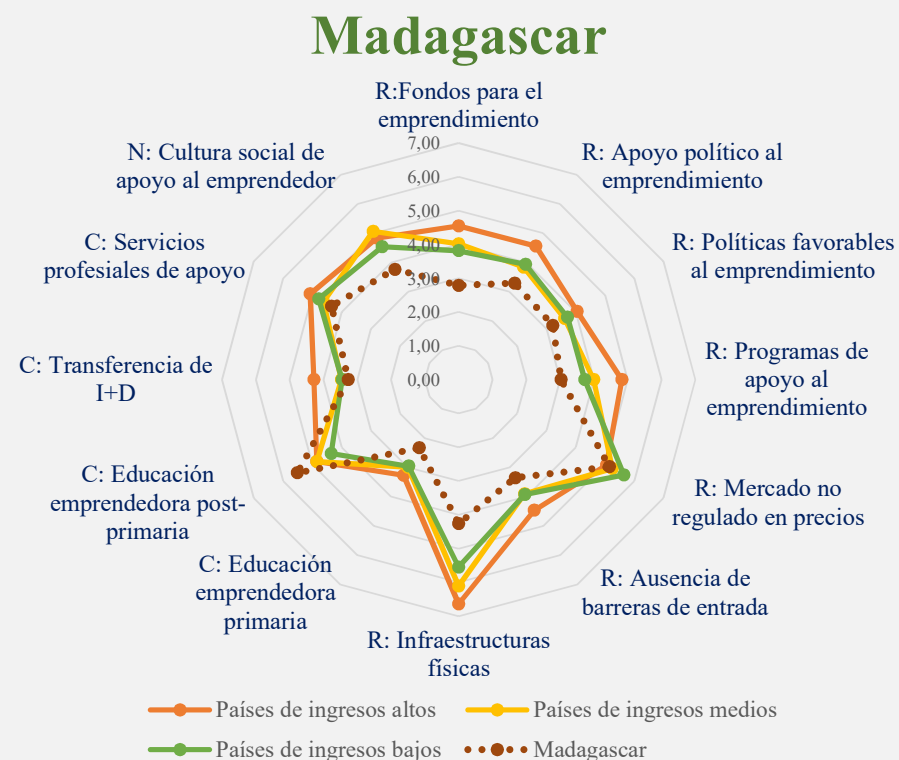 Madagascar
R:Fondos para el
emprendimiento
N: Cultura social de
apoyo al emprendedor
R: Apoyo político al
emprendimiento
C: Servicios
profesiales de apoyo
R: Políticas favorables
al emprendimiento
C: Transferencia de
I+D
R: Programas de
apoyo al
emprendimiento
C: Educación
emprendedora post-
primaria
R: Mercado no
regulado en precios
C: Educación
emprendedora
primaria
R: Ausencia de
barreras de entrada
R: Infraestructuras
físicas
7,00
6,00
5,00
4,00
3,00
2,00
1,00
0,00
Países de ingresos altos
Países de ingresos medios
Países de ingresos bajos
Madagascar